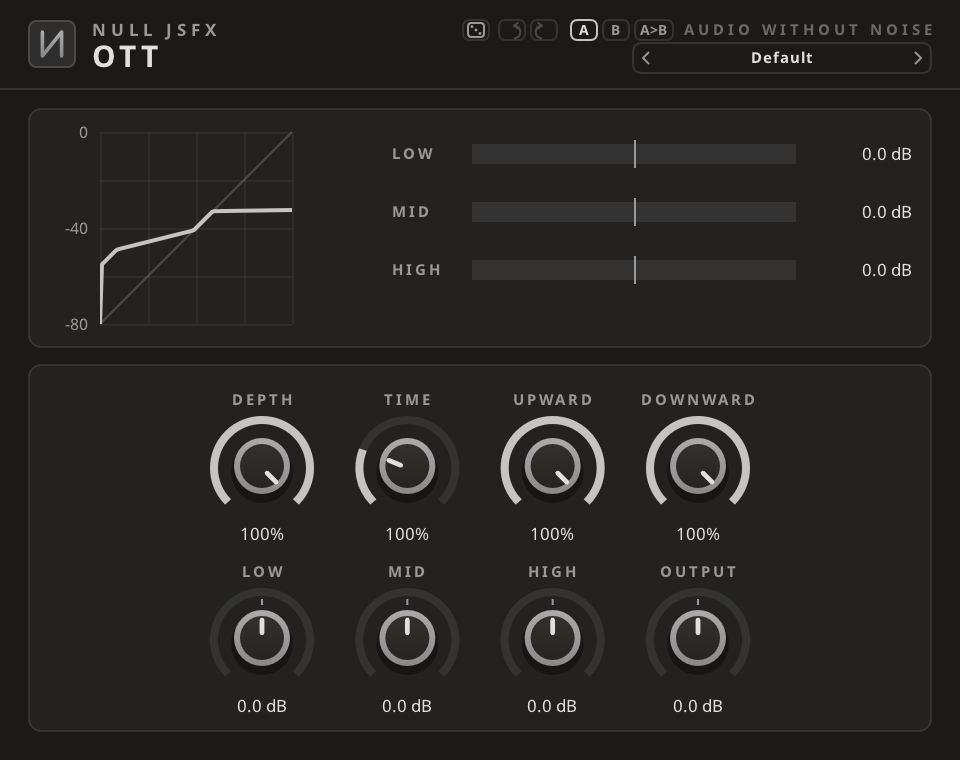 NULL JSFX
OTT
A B A>B AUDIO WITHOUT NOISE
Default
0
-40
-80
LOW 0.0 dB
MID 0.0 dB
HIGH 0.0 dB
DEPTH TIME UPWARD DOWNWARD
100% 100% 100% 100%
LOW MID HIGH OUTPUT
0.0 dB 0.0 dB 0.0 dB 0.0 dB